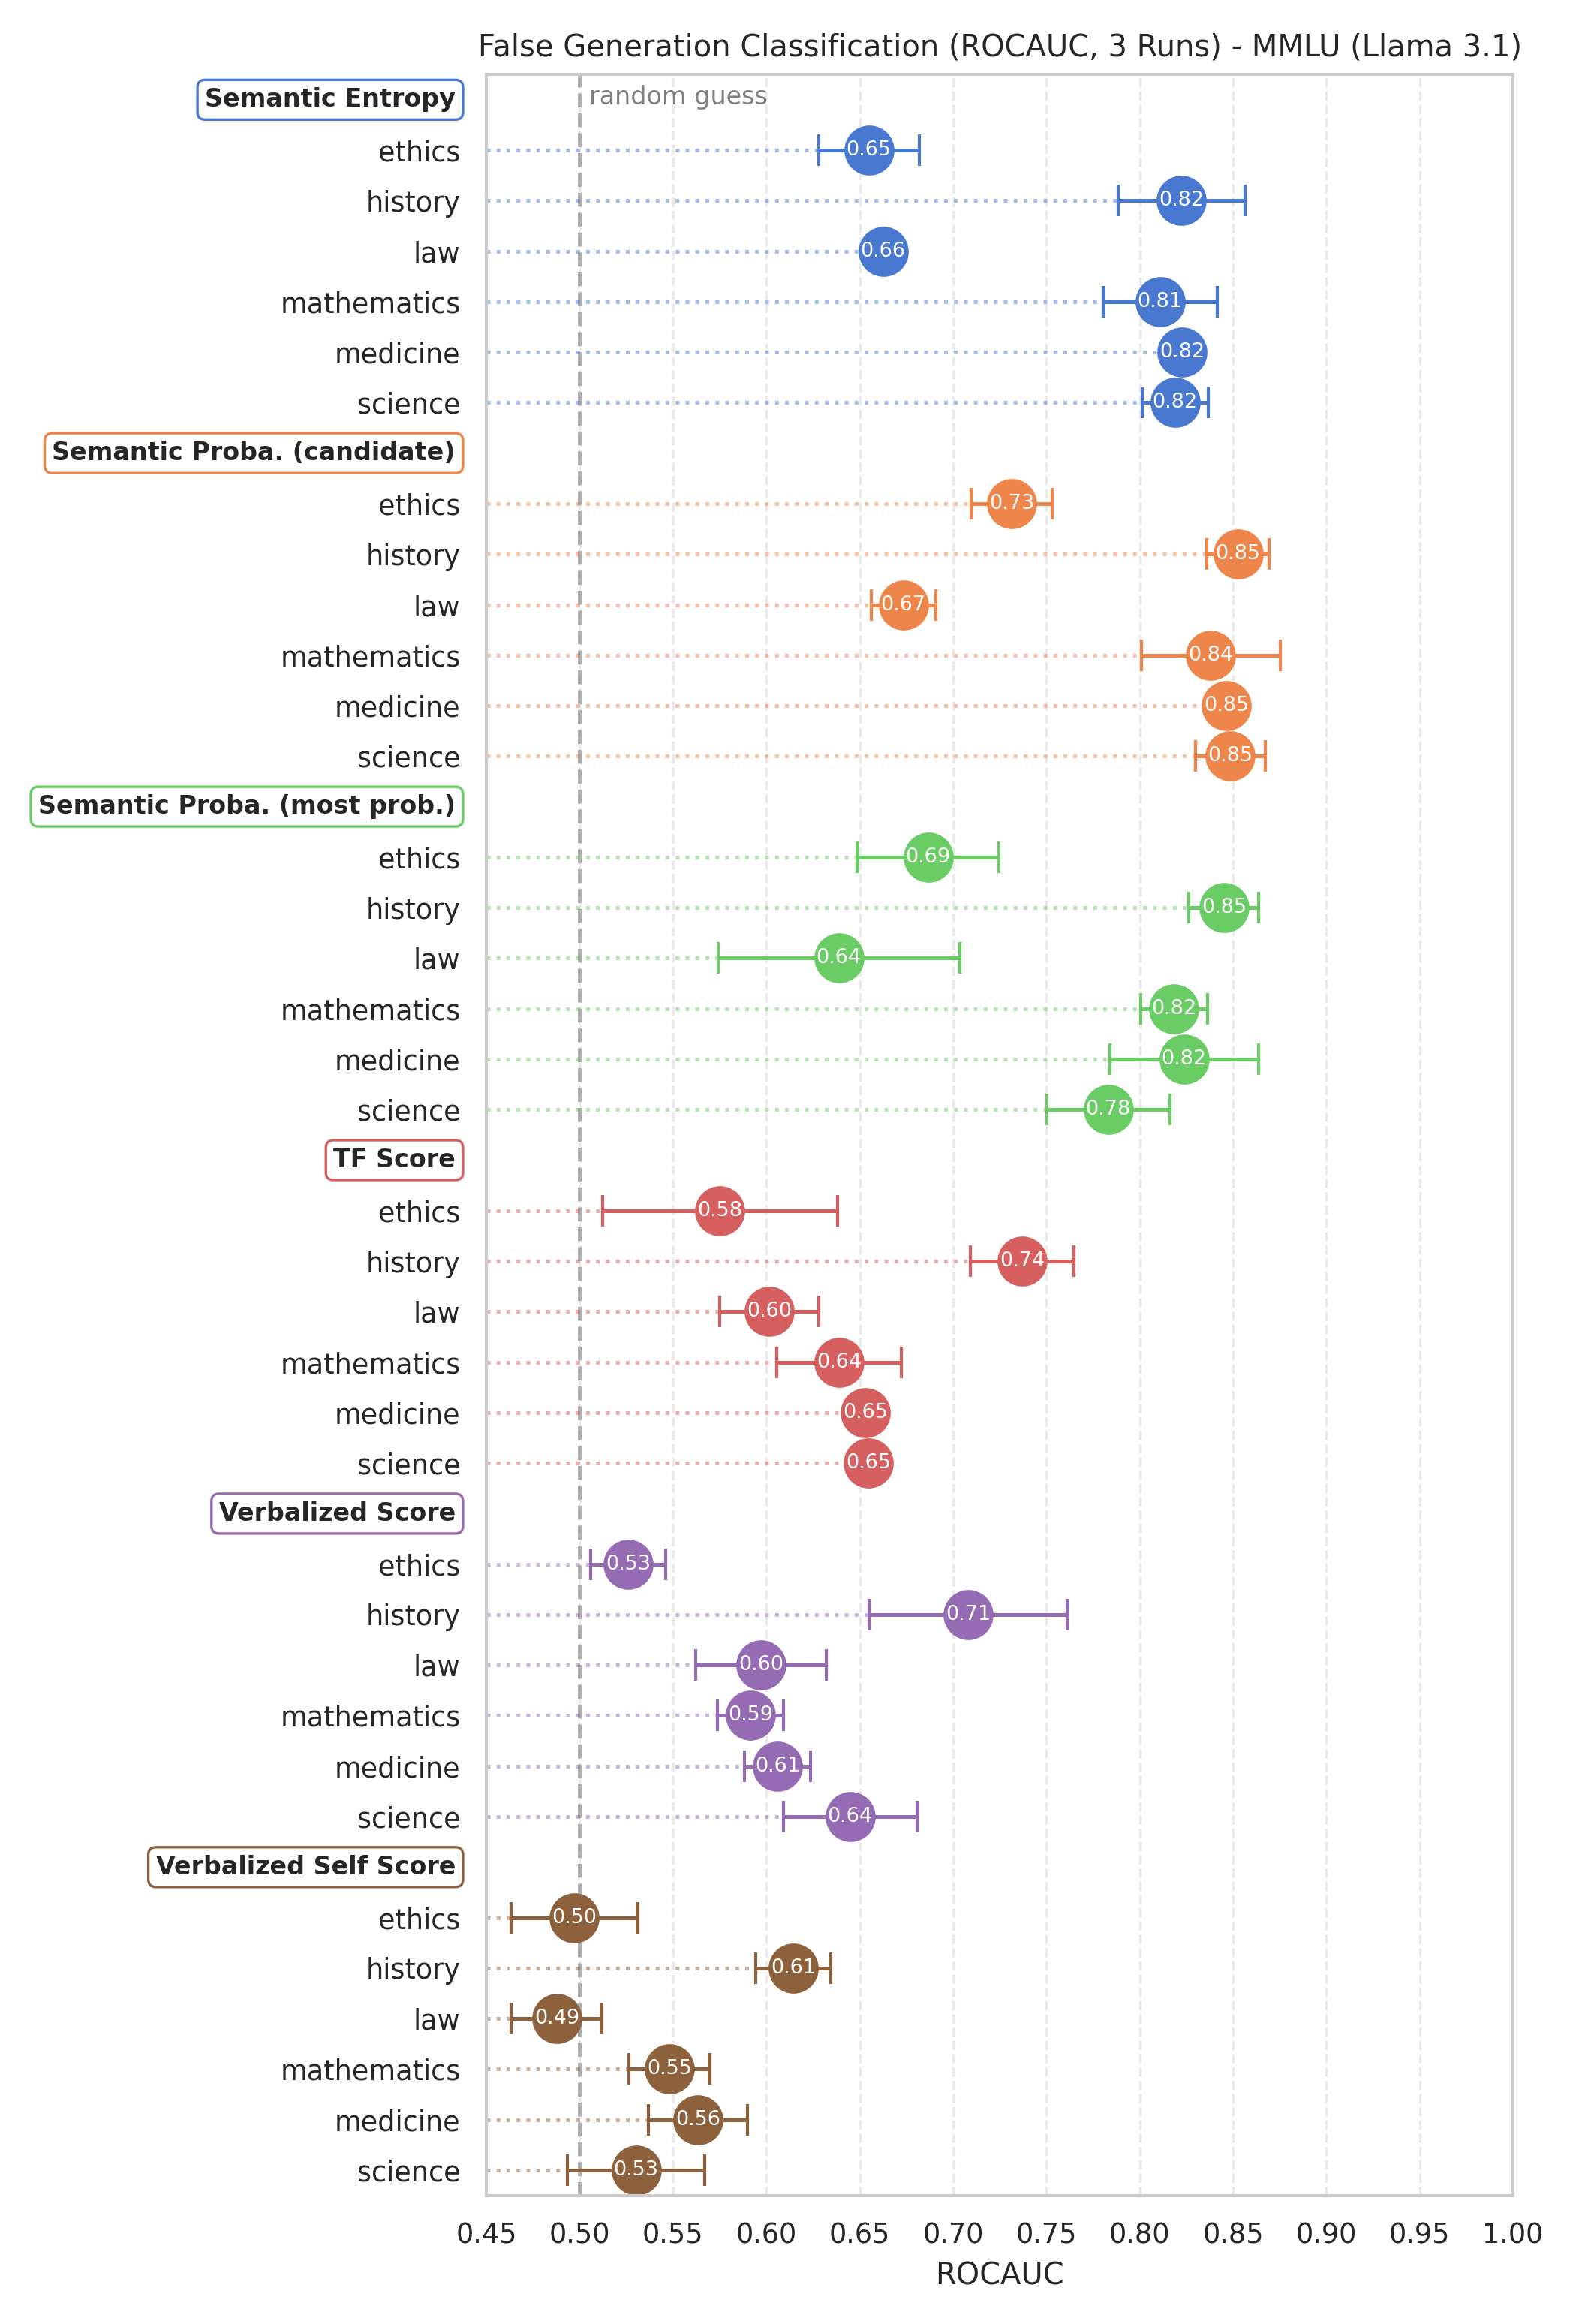 False Generation Classification (ROCAUC, 3 Runs) - MMLU (Llama 3.1)
Semantic Entropy
random guess
ethics 0.65
history 0.82
law 0.66
mathematics 0.81
medicine 0.82
science 0.82
Semantic Proba. (candidate)
ethics 0.73
history 0.85
law 0.67
mathematics 0.84
medicine 0.85
science 0.85
Semantic Proba. (most prob.)
ethics 0.69
history 0.85
law 0.64
mathematics 0.82
medicine 0.82
science 0.78
TF Score
ethics 0.58
history 0.74
law 0.60
mathematics 0.64
medicine 0.65
science 0.65
Verbalized Score
ethics 0.53
history 0.71
law 0.60
mathematics 0.59
medicine 0.61
science 0.64
Verbalized Self Score
ethics 0.50
history 0.61
law 0.49
mathematics 0.55
medicine 0.56
science 0.53
0.45 0.50 0.55 0.60 0.65 0.70 0.75 0.80 0.85 0.90 0.95 1.00
ROCAUC